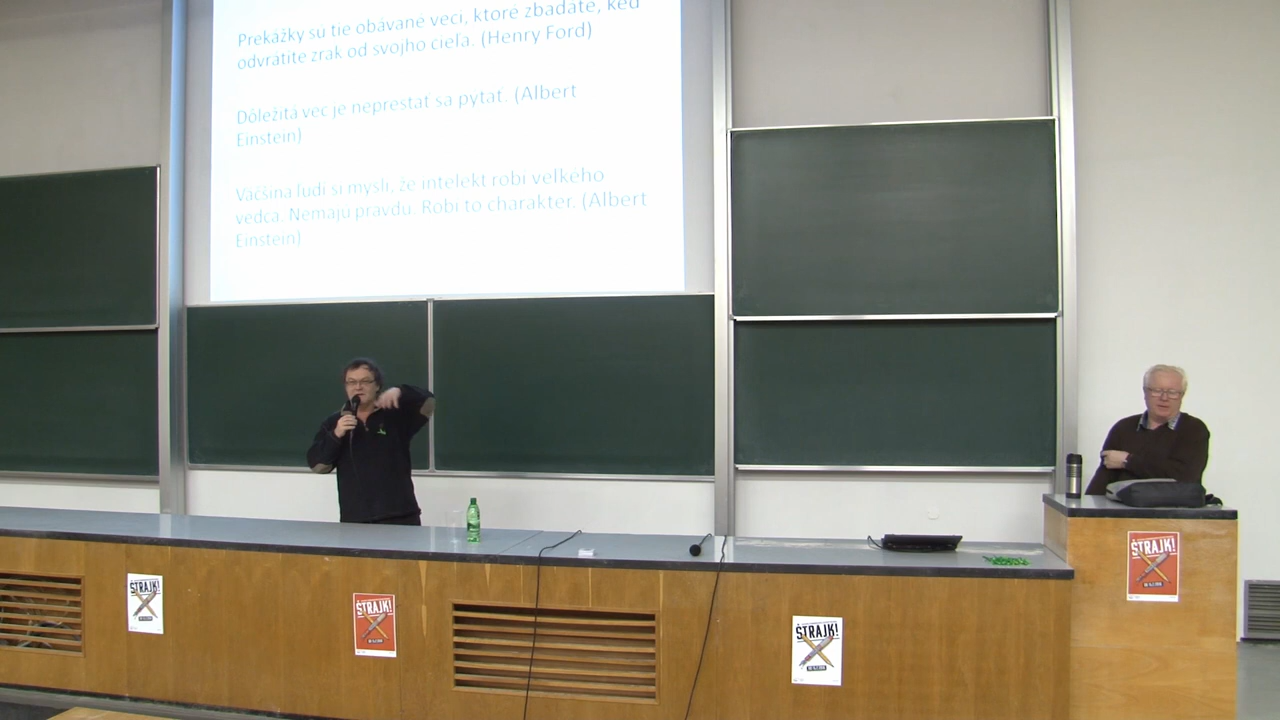 Prekážky sú tie obávané veci, ktoré zbadáte, keď
odvrátite zrak od svojho cieľa. (Henry Ford)
Dôležitá vec je neprestať sa pýtať. (Albert
Einstein)
Väčšina ľudí si myslí, že intelekt robí veľkého
vedca. Nemajú pravdu. Robí to charakter. (Albert
Einstein)
ŠTRAJK!
ŠTRAJK!
ŠTRAJK!
ŠTRAJK!